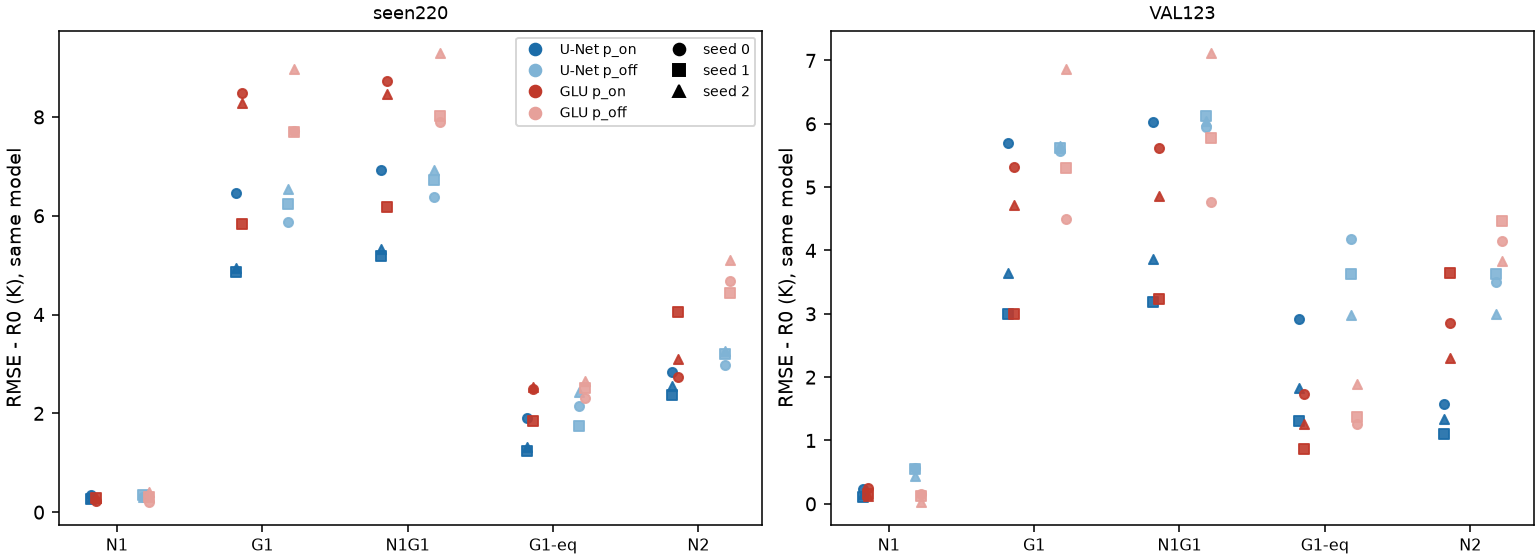 seen220
RMSE - R0 (K), same model
8
6
4
2
0
U-Net p_on
U-Net p_off
GLU p_on
GLU p_off
seed 0
seed 1
seed 2
N1
G1
N1G1
G1-eq
N2
VAL123
RMSE - R0 (K), same model
7
6
5
4
3
2
1
0
N1
G1
N1G1
G1-eq
N2